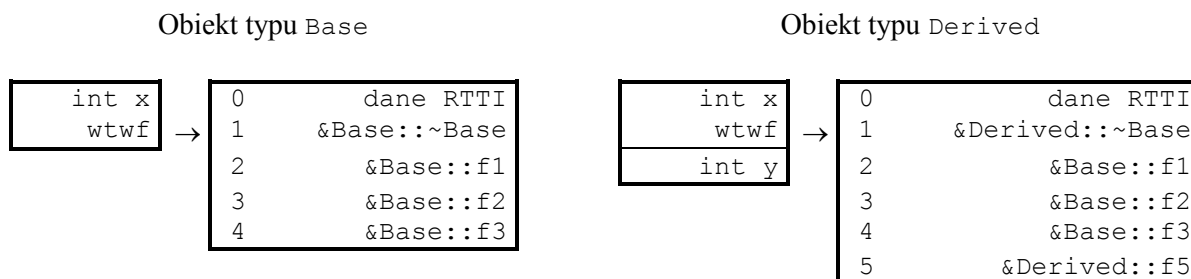 Obiekt typu Base
Obiekt typu Derived
int x
wtwf →
0 dane RTTI
1 &Base::~Base
2 &Base::f1
3 &Base::f2
4 &Base::f3
int x
wtwf →
int y
0 dane RTTI
1 &Derived::~Base
2 &Base::f1
3 &Base::f2
4 &Base::f3
5 &Derived::f5